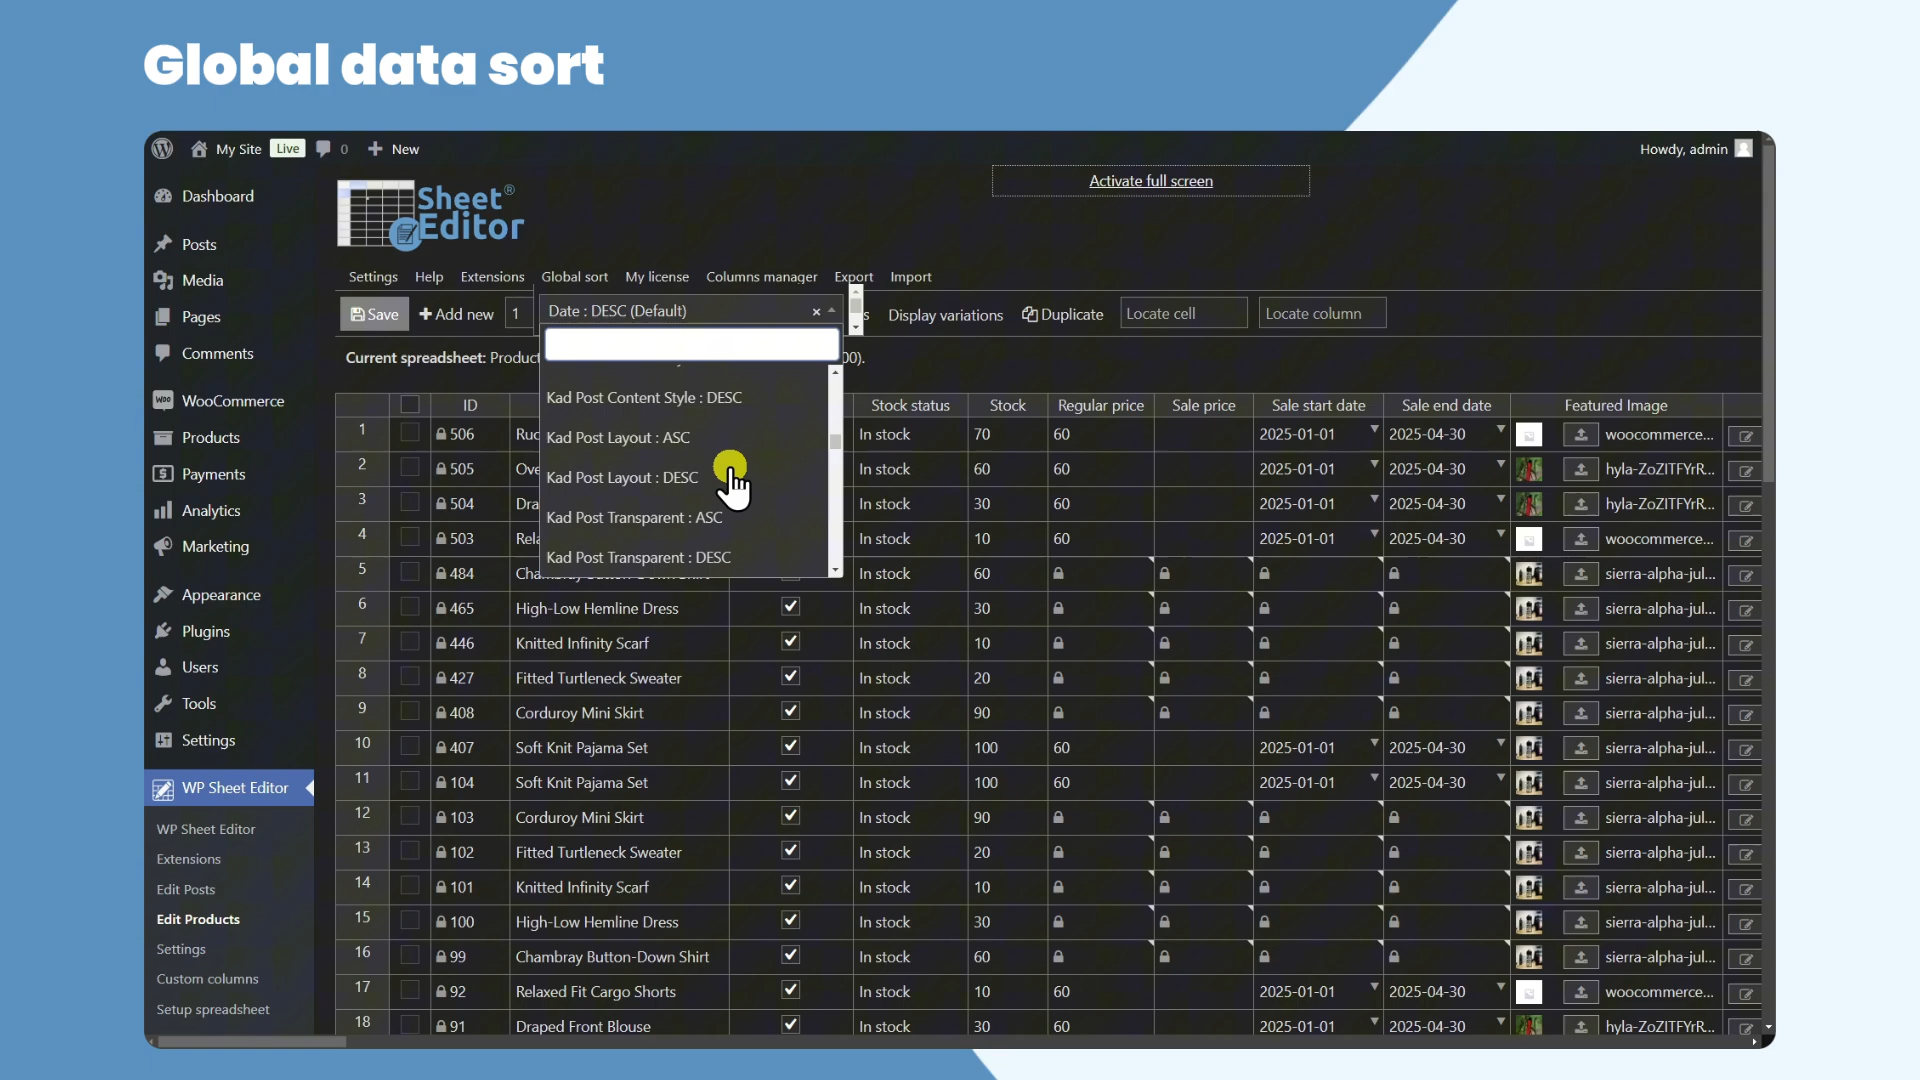 Global data sort
My Site Live 0 New
Howdy, admin
Activate full screen
Sheet®
Editor
Dashboard
Posts
Media
Pages
Comments
WooCommerce
Products
Payments
Analytics
Marketing
Appearance
Plugins
Users
Tools
Settings
WP Sheet Editor
WP Sheet Editor
Extensions
Edit Posts
Edit Products
Settings
Custom columns
Setup spreadsheet
Settings Help Extensions Global sort My license Columns manager Export Import
Save Add new 1 s Display variations Duplicate Locate cell Locate column
Date : DESC (Default) ×
Kad Post Content Style : DESC
Kad Post Layout : ASC
Kad Post Layout : DESC
Kad Post Transparent : ASC
Kad Post Transparent : DESC
Current spreadsheet: Product 00).
ID Stock status Stock Regular price Sale price Sale start date Sale end date Featured Image
1 506 In stock 70 60 2025-01-01 2025-04-30 woocommerce...
2 505 Ove In stock 60 60 2025-01-01 2025-04-30 hyla-ZoZITFYrR...
3 504 Dra In stock 30 60 2025-01-01 2025-04-30 hyla-ZoZITFYrR...
4 503 Rela In stock 10 60 2025-01-01 2025-04-30 woocommerce...
5 484 Chambray Button-Down Shirt In stock 60 sierra-alpha-jul...
6 465 High-Low Hemline Dress In stock 30 sierra-alpha-jul...
7 446 Knitted Infinity Scarf In stock 10 sierra-alpha-jul...
8 427 Fitted Turtleneck Sweater In stock 20 sierra-alpha-jul...
9 408 Corduroy Mini Skirt In stock 90 sierra-alpha-jul...
10 407 Soft Knit Pajama Set In stock 100 60 2025-01-01 2025-04-30 sierra-alpha-jul...
11 104 Soft Knit Pajama Set In stock 100 60 2025-01-01 2025-04-30 sierra-alpha-jul...
12 103 Corduroy Mini Skirt In stock 90 sierra-alpha-jul...
13 102 Fitted Turtleneck Sweater In stock 20 sierra-alpha-jul...
14 101 Knitted Infinity Scarf In stock 10 sierra-alpha-jul...
15 100 High-Low Hemline Dress In stock 30 sierra-alpha-jul...
16 99 Chambray Button-Down Shirt In stock 60 sierra-alpha-jul...
17 92 Relaxed Fit Cargo Shorts In stock 10 60 2025-01-01 2025-04-30 woocommerce...
18 91 Draped Front Blouse In stock 30 60 2025-01-01 2025-04-30 hyla-ZoZITFYrR...